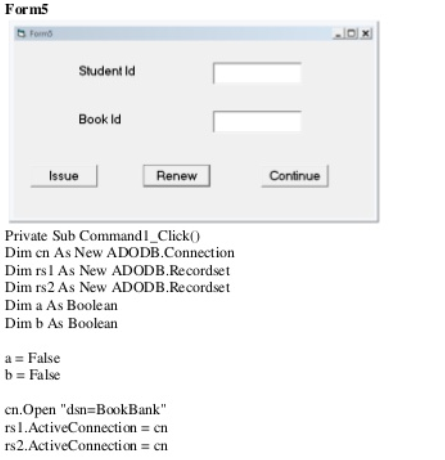 Form5
Form5
Student Id
Book Id
Issue Renew Continue
Private Sub Command1_Click()
Dim cn As New ADODB.Connection
Dim rs1 As New ADODB.Recordset
Dim rs2 As New ADODB.Recordset
Dim a As Boolean
Dim b As Boolean
a = False
b = False
cn.Open "dsn=BookBank"
rs1.ActiveConnection = cn
rs2.ActiveConnection = cn